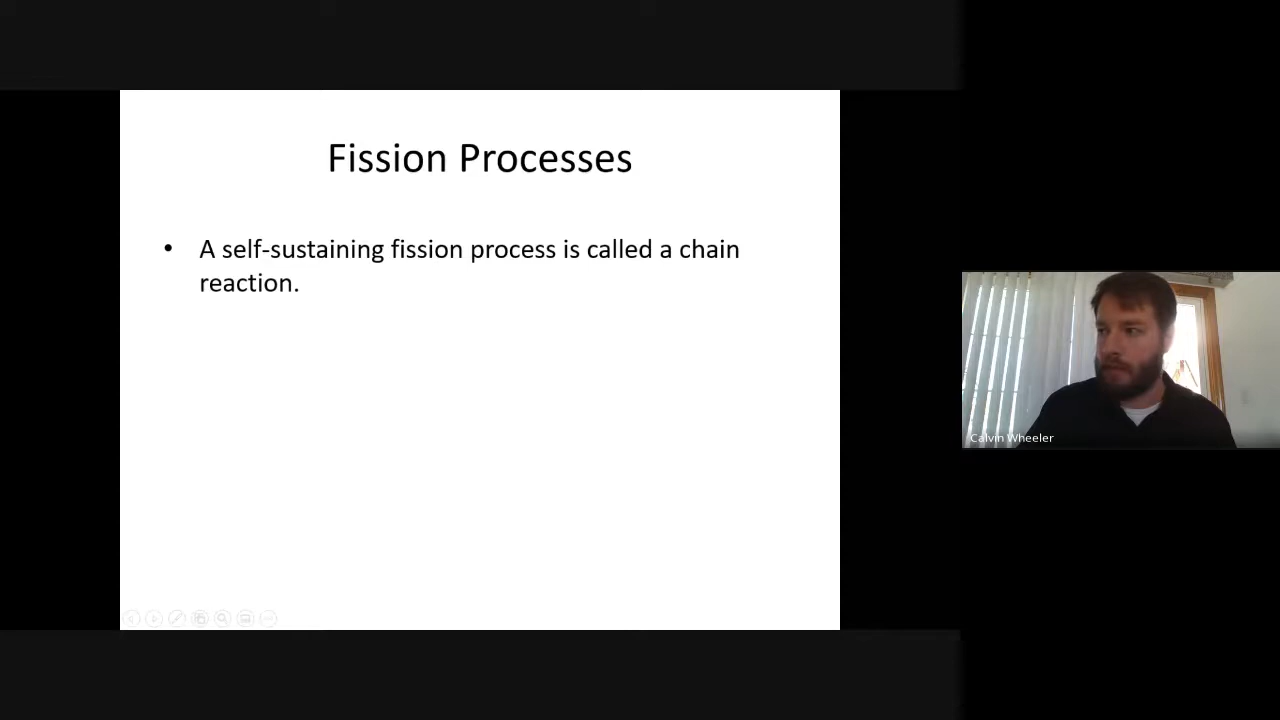 Fission Processes
• A self-sustaining fission process is called a chain
reaction.
Calvin Wheeler